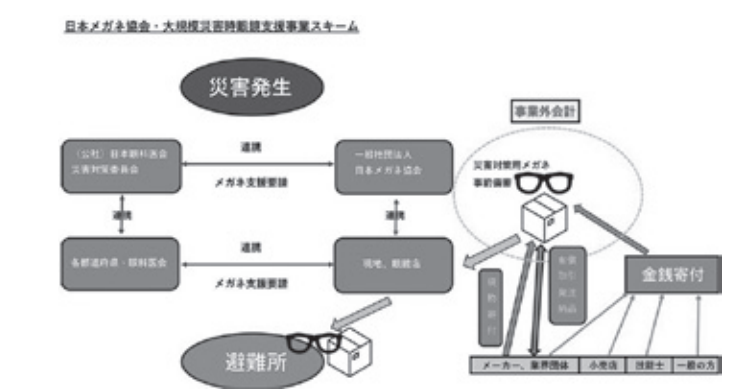 日本メガネ協会・大規模災害時眼鏡支援事業スキーム
災害発生
事業外会計
(公社)日本眼科医会
災害対策委員会
連携
メガネ支援要請
一般社団法人
日本メガネ協会
災害対策用メガネ
事前備蓄
連携
連携
各都道府県・眼科医会
連携
メガネ支援要請
現地、眼鏡店
金銭寄付
避難所
メーカー、業界団体
小売店
技能士
一般の方